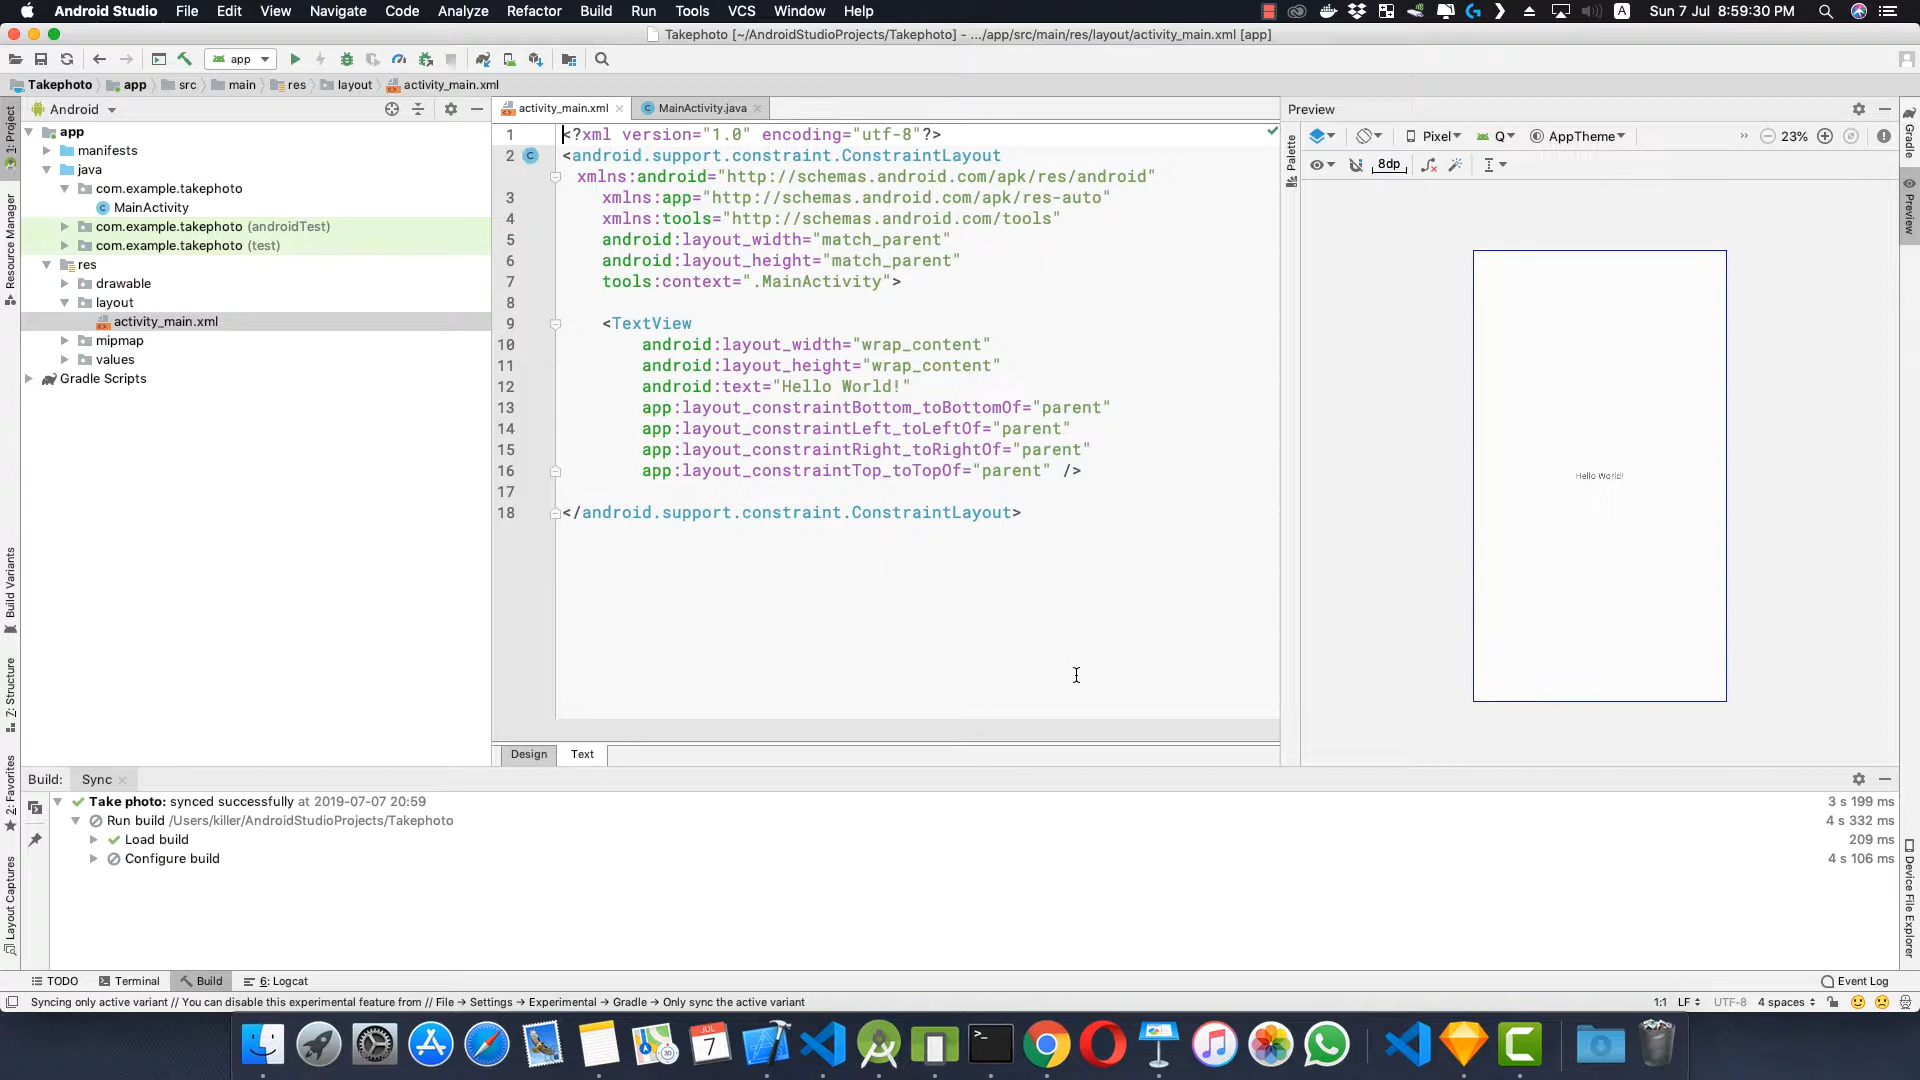 Android Studio File Edit View Navigate Code Analyze Refactor Build Run Tools VCS Window Help A Sun 7 Jul 8:59:30 PM
Takephoto [~/AndroidStudioProjects/Takephoto] - .../app/src/main/res/layout/activity_main.xml [app]
app
Takephoto app src main res layout activity_main.xml
Android
activity_main.xml
MainActivity.java
Preview
1: Project
Resource Manager
Build Variants
Z: Structure
2: Favorites
Layout Captures
app
manifests
java
com.example.takephoto
MainActivity
com.example.takephoto (androidTest)
com.example.takephoto (test)
res
drawable
layout
activity_main.xml
mipmap
values
Gradle Scripts
1 <?xml version="1.0" encoding="utf-8"?>
2 <android.support.constraint.ConstraintLayout
xmlns:android="http://schemas.android.com/apk/res/android"
3 xmlns:app="http://schemas.android.com/apk/res-auto"
4 xmlns:tools="http://schemas.android.com/tools"
5 android:layout_width="match_parent"
6 android:layout_height="match_parent"
7 tools:context=".MainActivity">
8
9 <TextView
10 android:layout_width="wrap_content"
11 android:layout_height="wrap_content"
12 android:text="Hello World!"
13 app:layout_constraintBottom_toBottomOf="parent"
14 app:layout_constraintLeft_toLeftOf="parent"
15 app:layout_constraintRight_toRightOf="parent"
16 app:layout_constraintTop_toTopOf="parent" />
17
18 </android.support.constraint.ConstraintLayout>
Design Text
Palette
Pixel Q AppTheme 23%
8dp
Hello World!
Gradle
Preview
Device File Explorer
Build: Sync
Take photo: synced successfully at 2019-07-07 20:59 3 s 199 ms
Run build /Users/killer/AndroidStudioProjects/Takephoto 4 s 332 ms
Load build 209 ms
Configure build 4 s 106 ms
TODO Terminal Build 6: Logcat Event Log
Syncing only active variant // You can disable this experimental feature from // File → Settings → Experimental → Gradle → Only sync the active variant 1:1 LF UTF-8 4 spaces
JUL
7
3D